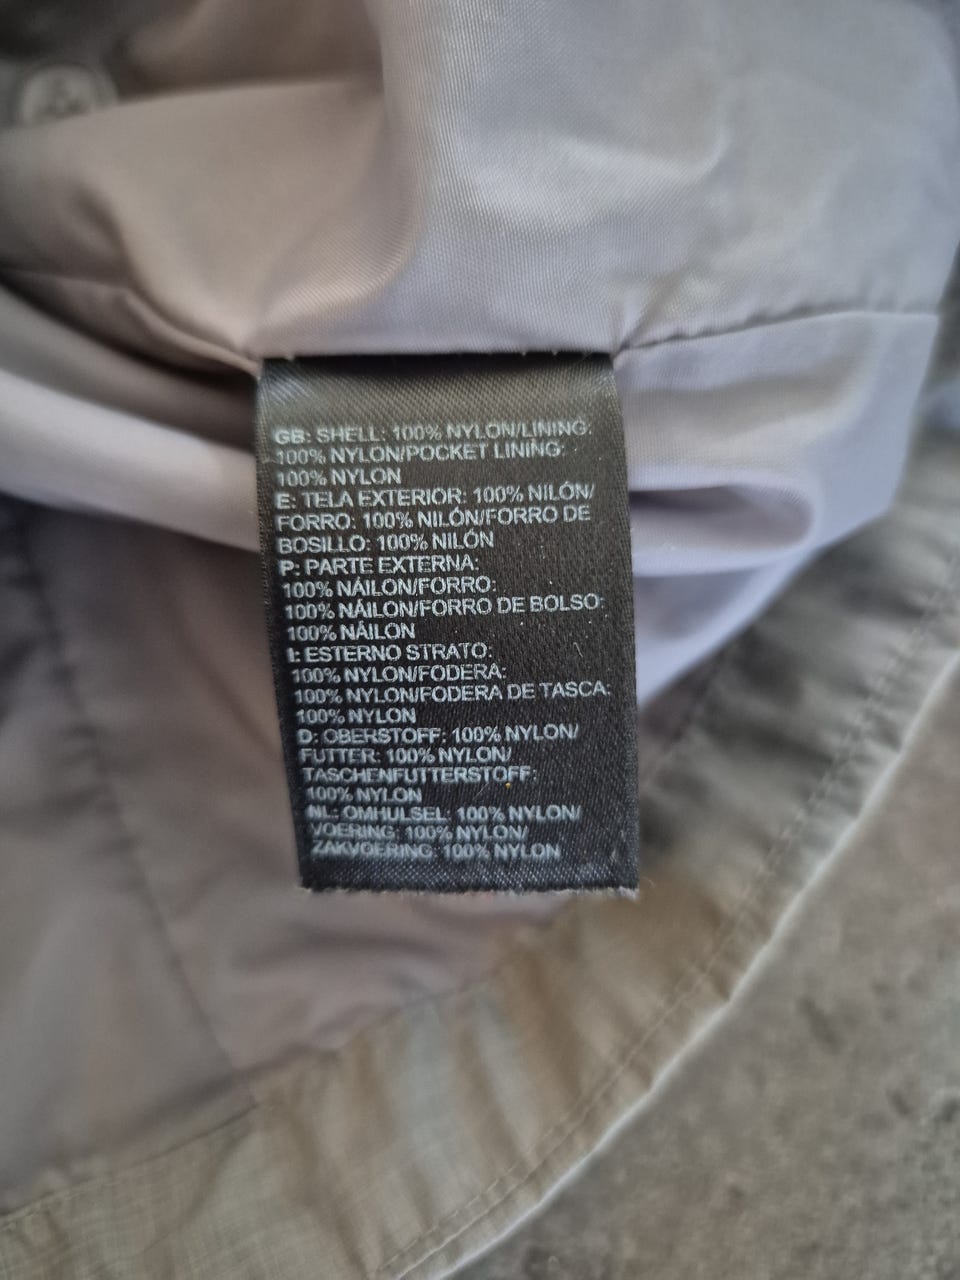 GB: SHELL: 100% NYLON/LINING:
100% NYLON/POCKET LINING:
100% NYLON
E: TELA EXTERIOR: 100% NILÓN/
FORRO: 100% NILÓN/FORRO DE
BOSILLO: 100% NILÓN
P: PARTE EXTERNA:
100% NÁILON/FORRO:
100% NÁILON/FORRO DE BOLSO:
100% NÁILON
I: ESTERNO STRATO:
100% NYLON/FODERA:
100% NYLON/FODERA DE TASCA:
100% NYLON
D: OBERSTOFF: 100% NYLON/
FUTTER: 100% NYLON/
TASCHENFUTTERSTOFF:
100% NYLON
NL: OMHULSEL: 100% NYLON/
VOERING: 100% NYLON/
ZAKVOERING: 100% NYLON